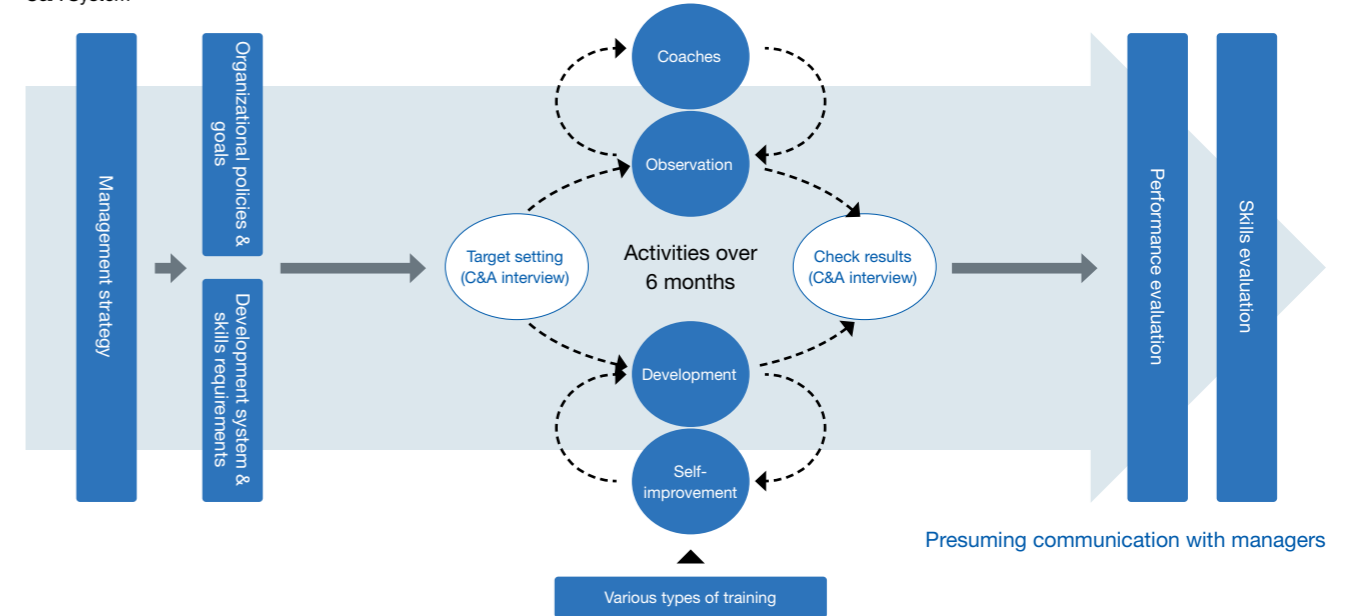 Management strategy
Organizational policies &
goals
Development system &
skills requirements
Target setting
(C&A interview)
Coaches
Observation
Activities over
6 months
Development
Self-
improvement
Various types of training
Check results
(C&A interview)
Performance evaluation
Skills evaluation
Presuming communication with managers